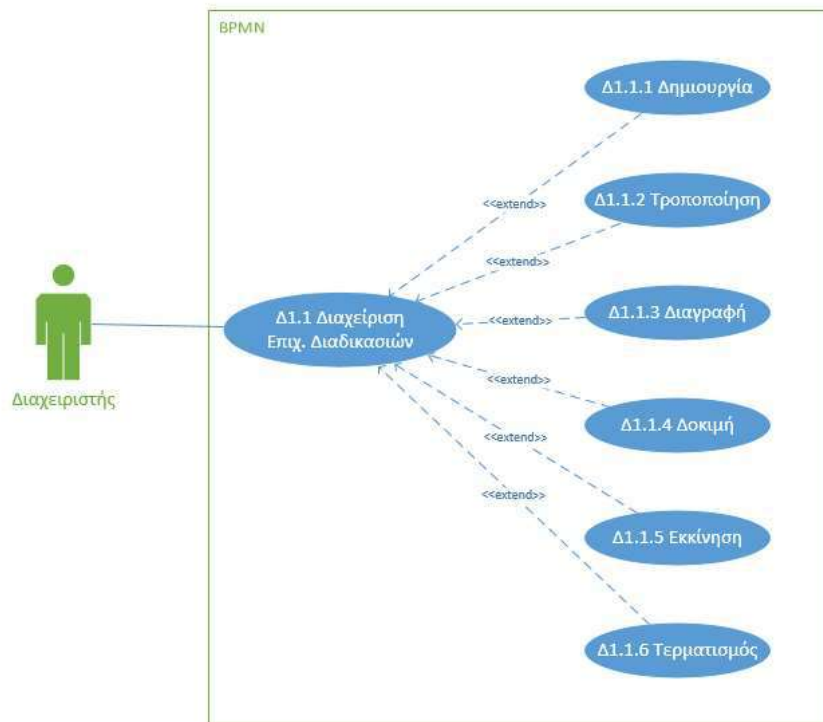 BPMN
Δ1.1.1 Δημιουργία
<<extend>>
Δ1.1.2 Τροποποίηση
<<extend>>
Δ1.1 Διαχείριση
Επιχ. Διαδικασιών
<<extend>>
Δ1.1.3 Διαγραφή
Διαχειριστής
<<extend>>
Δ1.1.4 Δοκιμή
<<extend>>
Δ1.1.5 Εκκίνηση
<<extend>>
Δ1.1.6 Τερματισμός